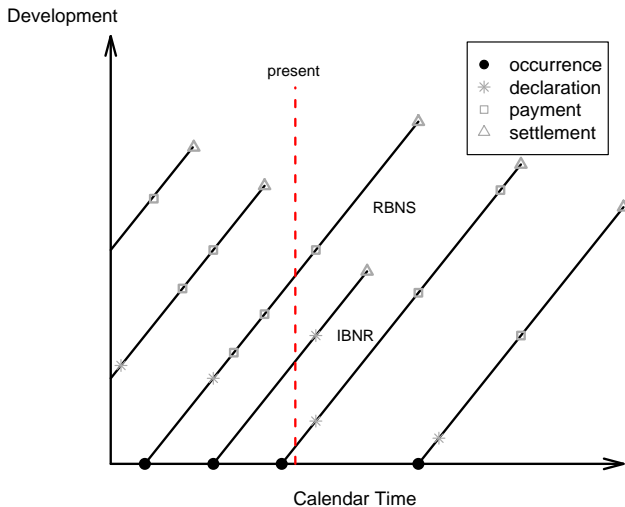 Development
present
occurrence
declaration
payment
settlement
RBNS
IBNR
Calendar Time